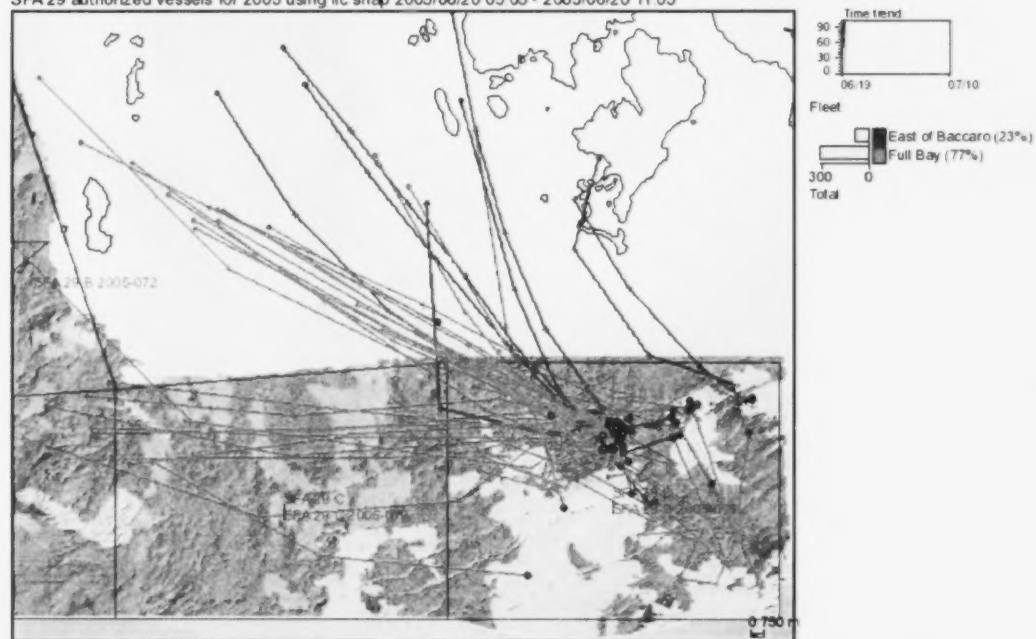 SFA 29 authorized vessels for 2005 using lic snap 2005/06/20 05:05 - 2005/06/20 11:05
Time trend
90
60
30
0
06/19 07/10
Fleet
East of Baccaro (23%)
Full Bay (77%)
300 0
Total
SFA 29 B 2005-072
SFA 29 C
SFA 29
0 750 m